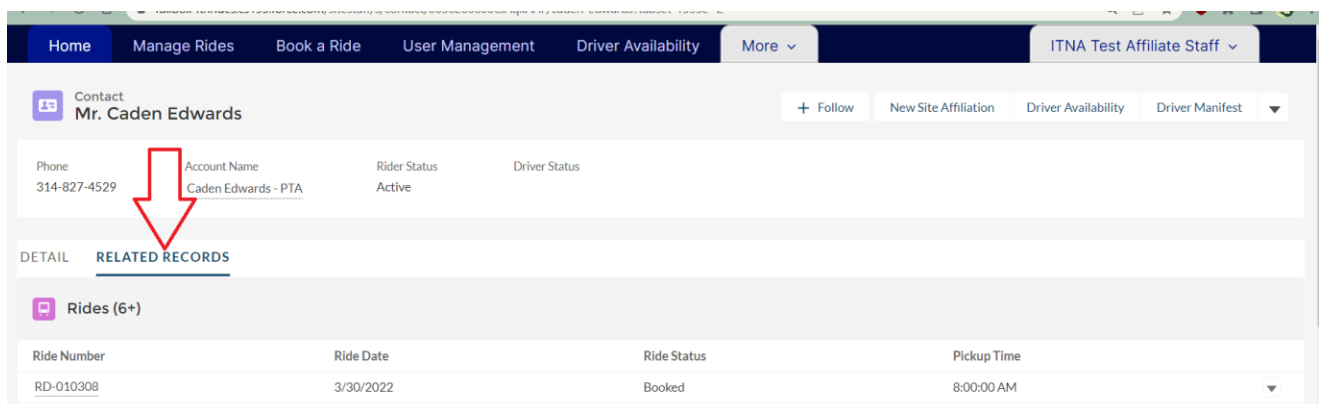 Home Manage Rides Book a Ride User Management Driver Availability More ITNA Test Affiliate Staff
Contact
Mr. Caden Edwards
+ Follow New Site Affiliation Driver Availability Driver Manifest
Phone Account Name Rider Status Driver Status
314-827-4529 Caden Edwards - PTA Active
DETAIL RELATED RECORDS
Rides (6+)
Ride Number Ride Date Ride Status Pickup Time
RD-010308 3/30/2022 Booked 8:00:00 AM